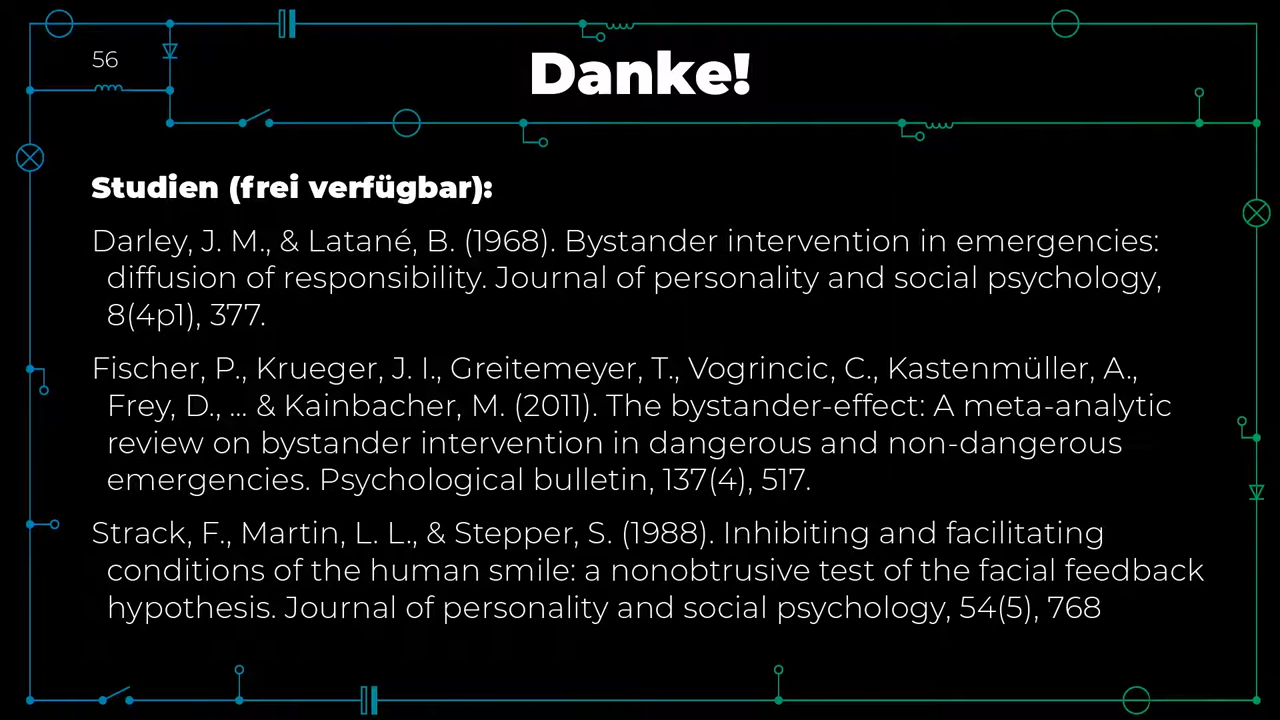 56
Danke!
Studien (frei verfügbar):
Darley, J. M., & Latané, B. (1968). Bystander intervention in emergencies:
diffusion of responsibility. Journal of personality and social psychology,
8(4p1), 377.
Fischer, P., Krueger, J. I., Greitemeyer, T., Vogrincic, C., Kastenmüller, A.,
Frey, D., ... & Kainbacher, M. (2011). The bystander-effect: A meta-analytic
review on bystander intervention in dangerous and non-dangerous
emergencies. Psychological bulletin, 137(4), 517.
Strack, F., Martin, L. L., & Stepper, S. (1988). Inhibiting and facilitating
conditions of the human smile: a nonobtrusive test of the facial feedback
hypothesis. Journal of personality and social psychology, 54(5), 768